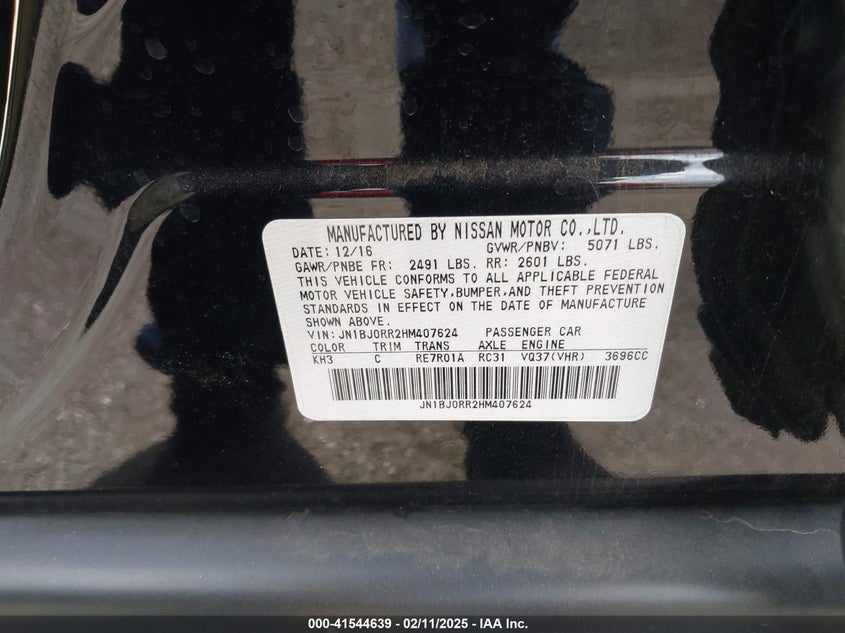 MANUFACTURED BY NISSAN MOTOR CO.,LTD.
DATE: 12/16 GVWR/PNBV: 5071 LBS.
GAWR/PNBE FR: 2491 LBS. RR: 2601 LBS.
THIS VEHICLE CONFORMS TO ALL APPLICABLE FEDERAL
MOTOR VEHICLE SAFETY,BUMPER,AND THEFT PREVENTION
STANDARDS IN EFFECT ON THE DATE OF MANUFACTURE
SHOWN ABOVE.
VIN: JN1BJ0RR2HM407624 PASSENGER CAR
COLOR TRIM TRANS AXLE ENGINE
KH3 C RE7R01A RC31 VQ37(VHR) 3696CC
JN1BJ0RR2HM407624
000-41544639 - 02/11/2025 - IAA Inc.